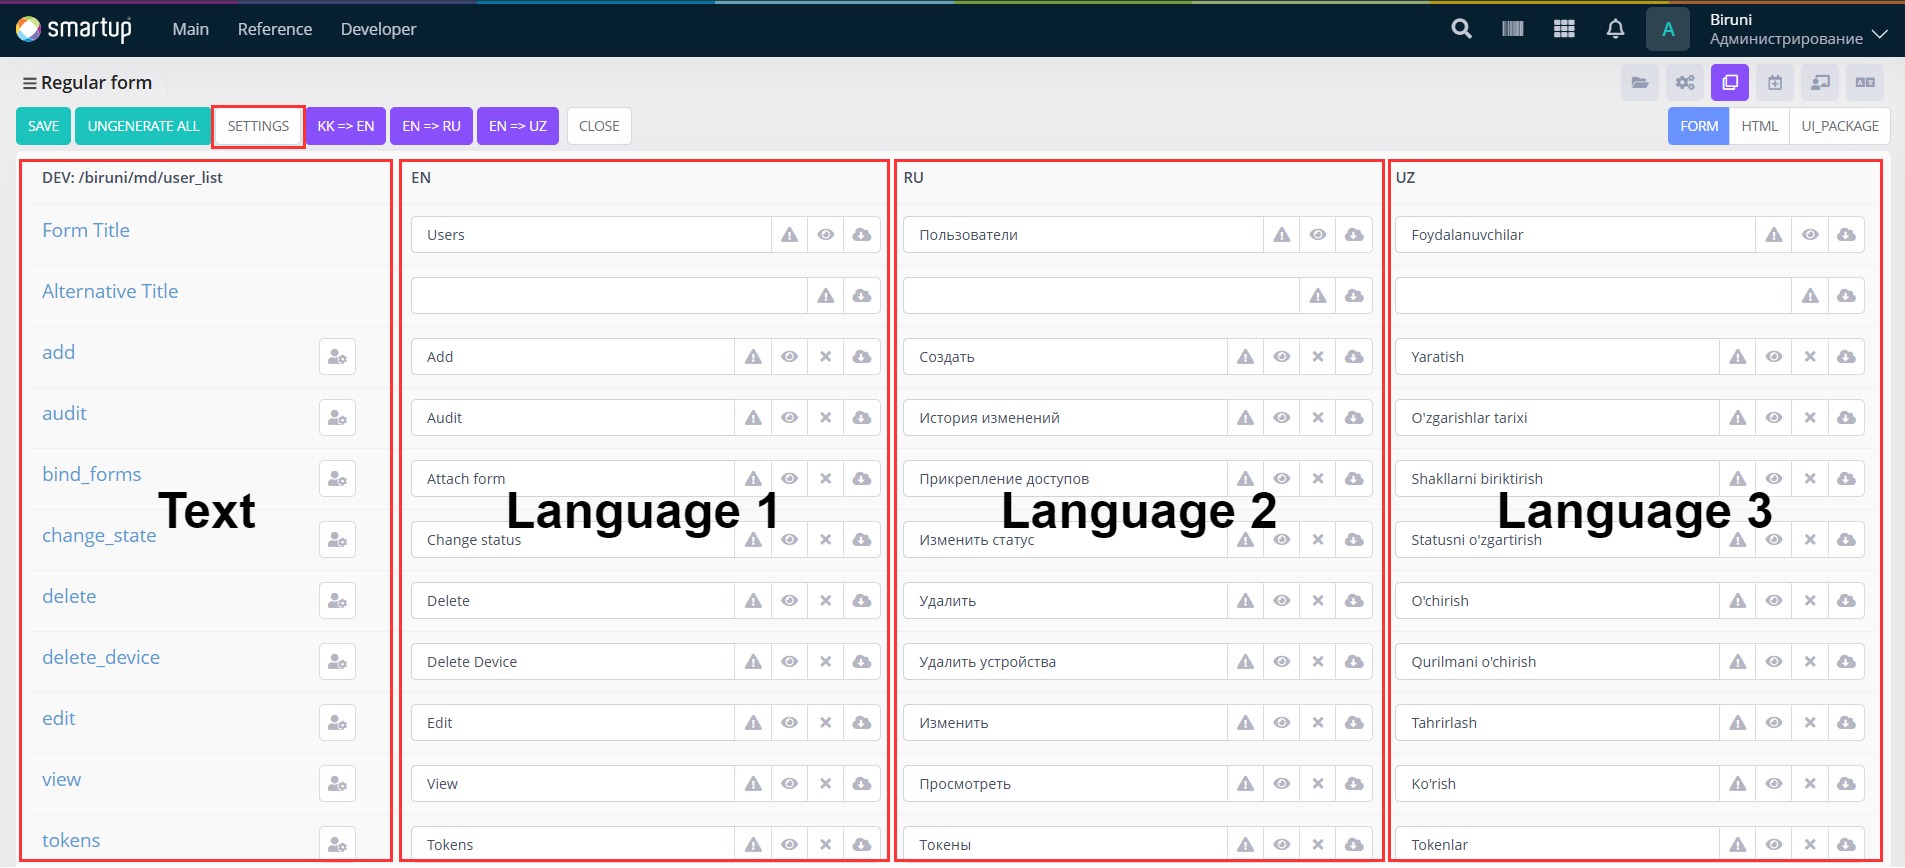 smartup Main Reference Developer A Biruni
Администрирование
Regular form
SAVE UNGENERATE ALL SETTINGS KK => EN EN => RU EN => UZ CLOSE FORM HTML UI_PACKAGE
DEV: /biruni/md/user_list EN RU UZ
Form Title Users Пользователи Foydalanuvchilar
Alternative Title
add Add Создать Yaratish
audit Audit История изменений O'zgarishlar tarixi
bind_forms Attach form Прикрепление доступов Shakllarni biriktirish
Text Language 1 Language 2 Language 3
change_state Change status Изменить статус Statusni o'zgartirish
delete Delete Удалить O'chirish
delete_device Delete Device Удалить устройства Qurilmani o'chirish
edit Edit Изменить Tahrirlash
view View Просмотреть Ko'rish
tokens Tokens Токены Tokenlar